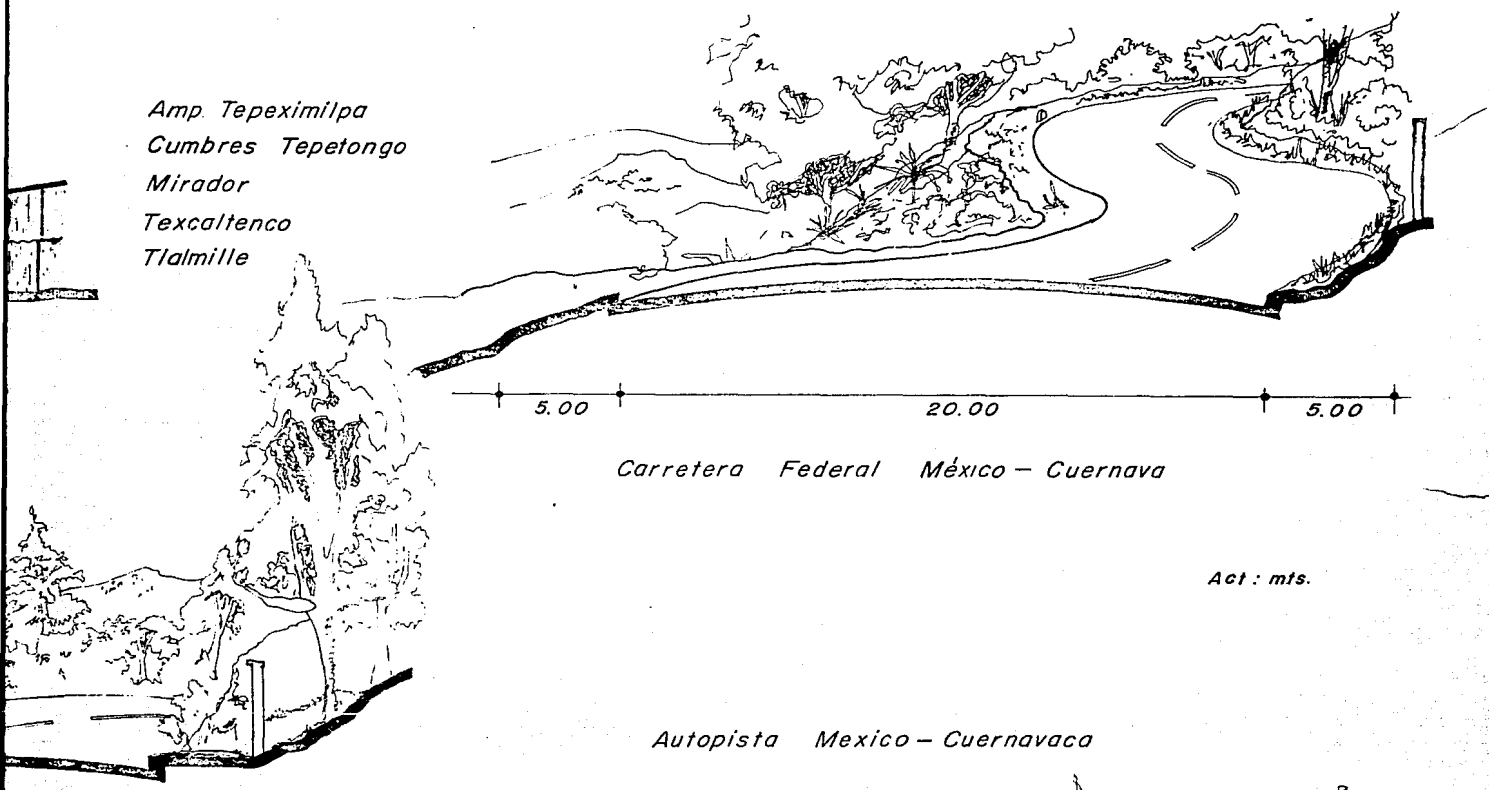 Amp. Tepeximilpa
Cumbres Tepetongo
Mirador
Texcaltenco
Tlalmille
5.00 20.00 5.00
Carretera Federal México – Cuernava
Act : mts.
Autopista Mexico – Cuernavaca